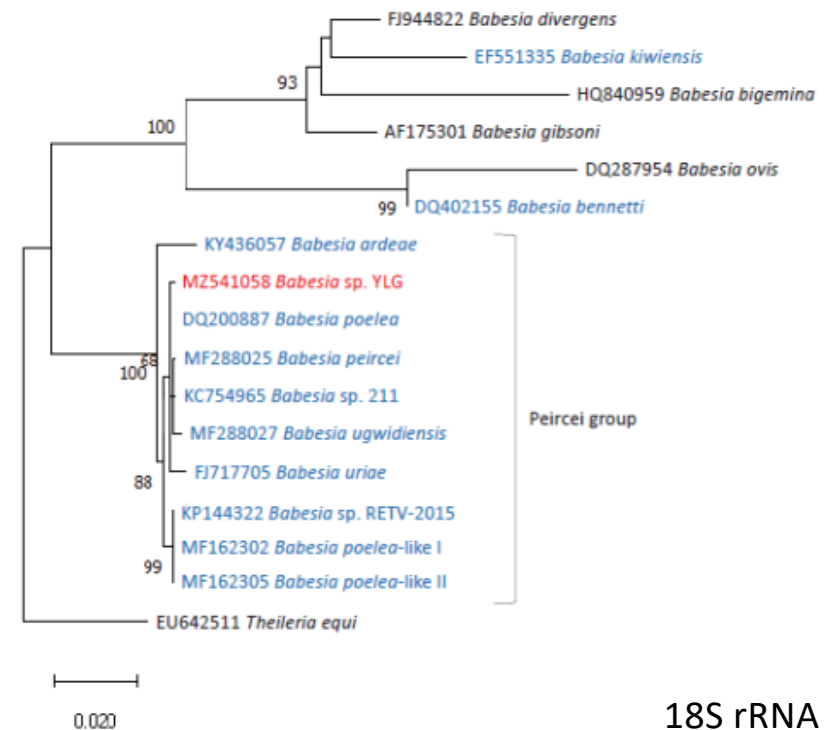 FJ944822 Babesia divergens
EF551335 Babesia kiwiensis
93
HQ840959 Babesia bigemina
100
AF175301 Babesia gibsoni
DQ287954 Babesia ovis
99 DQ402155 Babesia bennetti
KY436057 Babesia ardeae
MZ541058 Babesia sp. YLG
DQ200887 Babesia poelea
68
MF288025 Babesia peircei
100
KC754965 Babesia sp. 211
Peircei group
MF288027 Babesia ugwidiensis
FJ717705 Babesia uriae
88
KP144322 Babesia sp. RETV-2015
MF162302 Babesia poelea-like I
99
MF162305 Babesia poelea-like II
EU642511 Theileria equi
0.020
18S rRNA